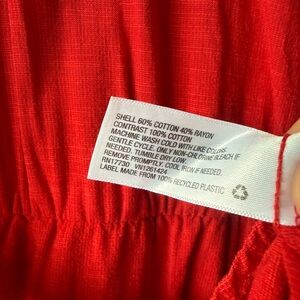 SHELL 60% COTTON 40% RAYON
CONTRAST 100% COTTON
MACHINE WASH COLD WITH LIKE COLORS.
GENTLE CYCLE. ONLY NON-CHLORINE BLEACH IF
NEEDED. TUMBLE DRY LOW.
REMOVE PROMPTLY. COOL IRON IF NEEDED.
RN17730 VN1261424
LABEL MADE FROM 100% RECYCLED PLASTIC